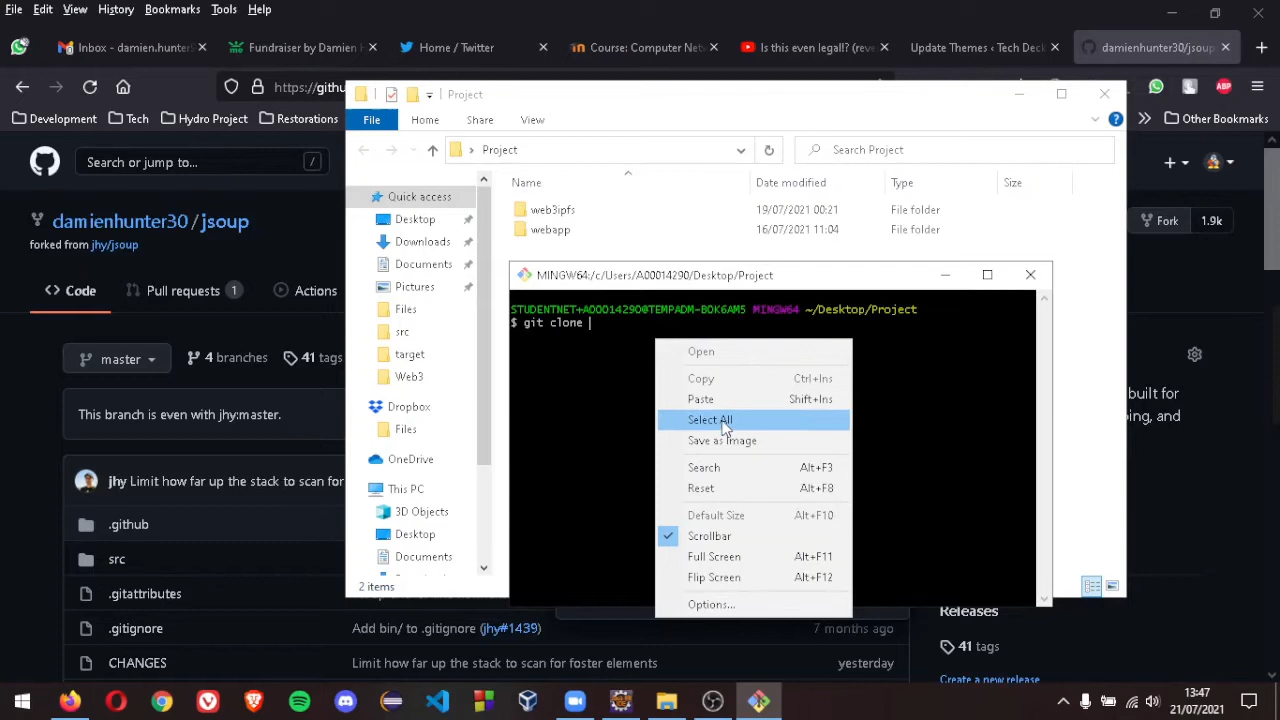 File Edit View History Bookmarks Tools Help
Inbox - damien.hunter
Fundraiser by Damien H
Home / Twitter
Course: Computer Net
Is this even legal!? (rev
Update Themes ‹ Tech Deck
damienhunter30/jsoup
https://githu
ABP
Development Tech Hydro Project Restorations
Other Bookmarks
Search or jump to… /
damienhunter30 / jsoup
forked from jhy/jsoup
Fork 1.9k
Code Pull requests 1 Actions
master 4 branches 41 tags
This branch is even with jhy:master.
jhy Limit how far up the stack to scan for
.github
src
.gitattributes
.gitignore Add bin/ to .gitignore (jhy#1439) 7 months ago
CHANGES Limit how far up the stack to scan for foster elements yesterday
built for
ing, and
Releases
41 tags
Create a new release
Project
File Home Share View
Project
Search Project
Name Date modified Type Size
web3ipfs 19/07/2021 00:21 File folder
webapp 16/07/2021 11:04 File folder
Quick access
Desktop
Downloads
Documents
Pictures
Files
src
target
Web3
Dropbox
Files
OneDrive
This PC
3D Objects
Desktop
Documents
2 items
MINGW64:/c/Users/A00014290/Desktop/Project
STUDENTNET+A00014290@TEMPADM-BOK6AM5 MINGW64 ~/Desktop/Project
$ git clone
Open
Copy Ctrl+Ins
Paste Shift+Ins
Select All
Save as Image
Search Alt+F3
Reset Alt+F8
Default Size Alt+F10
Scrollbar
Full Screen Alt+F11
Flip Screen Alt+F12
Options...
13:47
21/07/2021